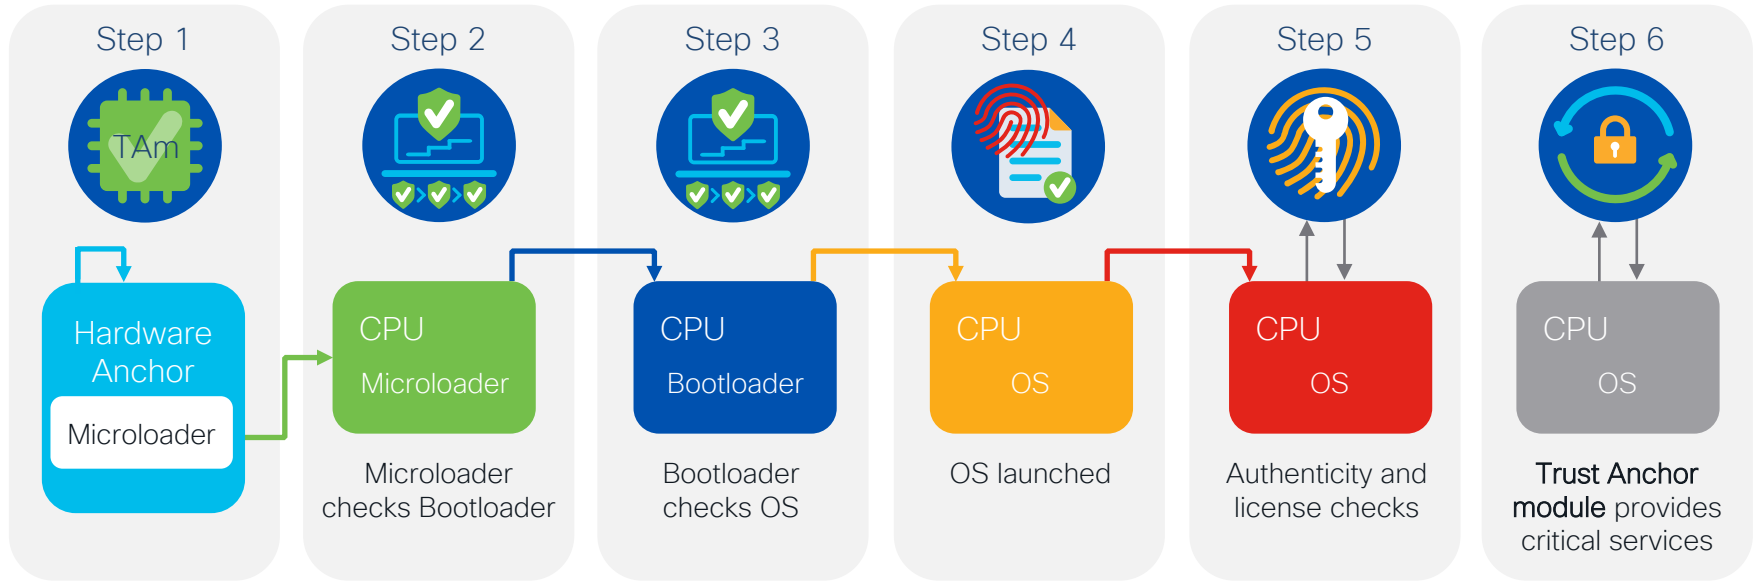 Step 1
TAm
Hardware
Anchor
Microloader
Step 2
CPU
Microloader
Microloader
checks Bootloader
Step 3
CPU
Bootloader
Bootloader
checks OS
Step 4
CPU
OS
OS launched
Step 5
CPU
OS
Authenticity and
license checks
Step 6
CPU
OS
Trust Anchor
module provides
critical services